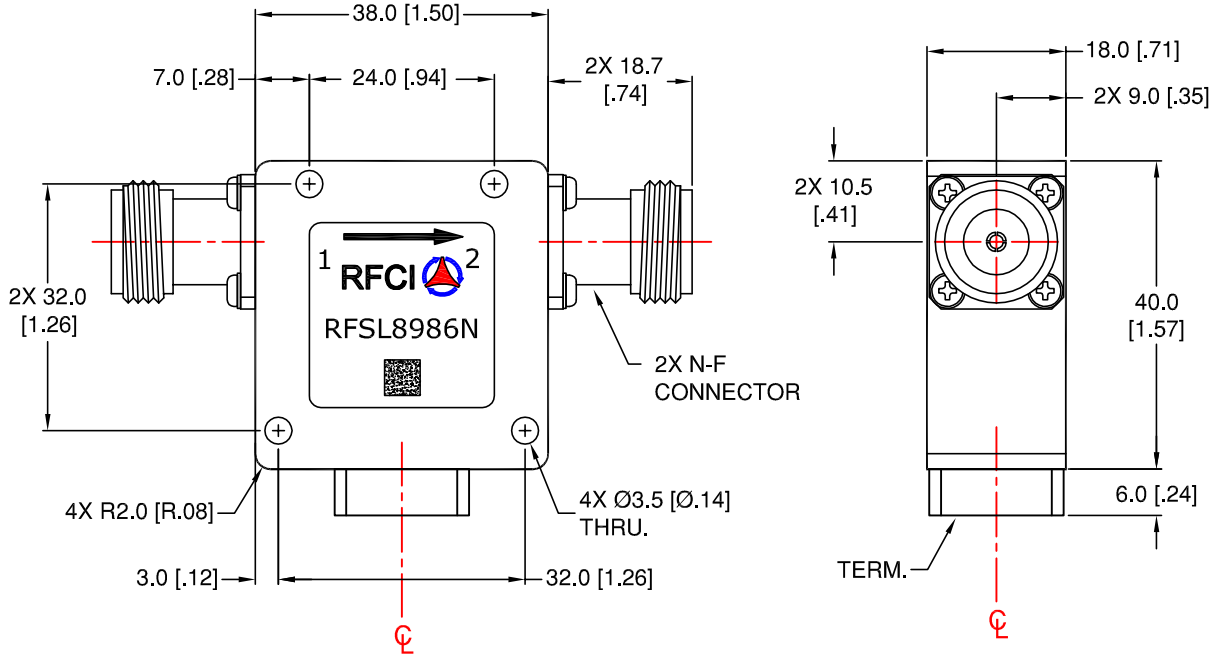 38.0 [1.50]
7.0 [.28]
24.0 [.94]
2X 18.7
[.74]
2X 32.0
[1.26]
1
2
RFCI
RFSL8986N
2X N-F
CONNECTOR
4X R2.0 [R.08]
4X Ø3.5 [Ø.14]
THRU.
3.0 [.12]
32.0 [1.26]
℄
18.0 [.71]
2X 9.0 [.35]
2X 10.5
[.41]
40.0
[1.57]
6.0 [.24]
TERM.
℄